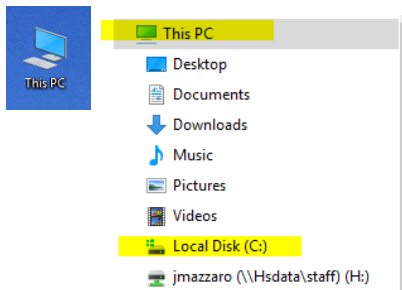 This PC
This PC
Desktop
Documents
Downloads
Music
Pictures
Videos
Local Disk (C:)
jmazzaro (\\Hsdata\staff) (H:)